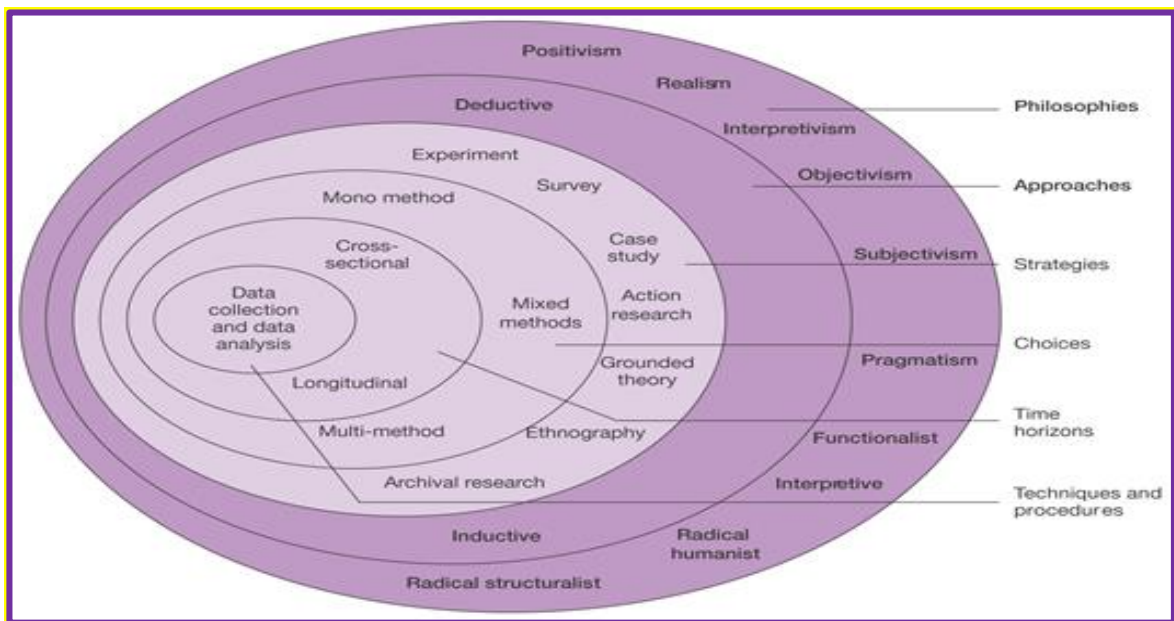 Positivism
Realism
Deductive
Philosophies
Interpretivism
Experiment
Objectivism
Survey
Approaches
Mono method
Cross-
sectional
Case
study
Subjectivism
Strategies
Data
collection
and data
analysis
Mixed
methods
Action
research
Choices
Pragmatism
Grounded
theory
Longitudinal
Time
horizons
Multi-method
Ethnography
Functionalist
Archival research
Interpretive
Techniques and
procedures
Inductive
Radical
humanist
Radical structuralist